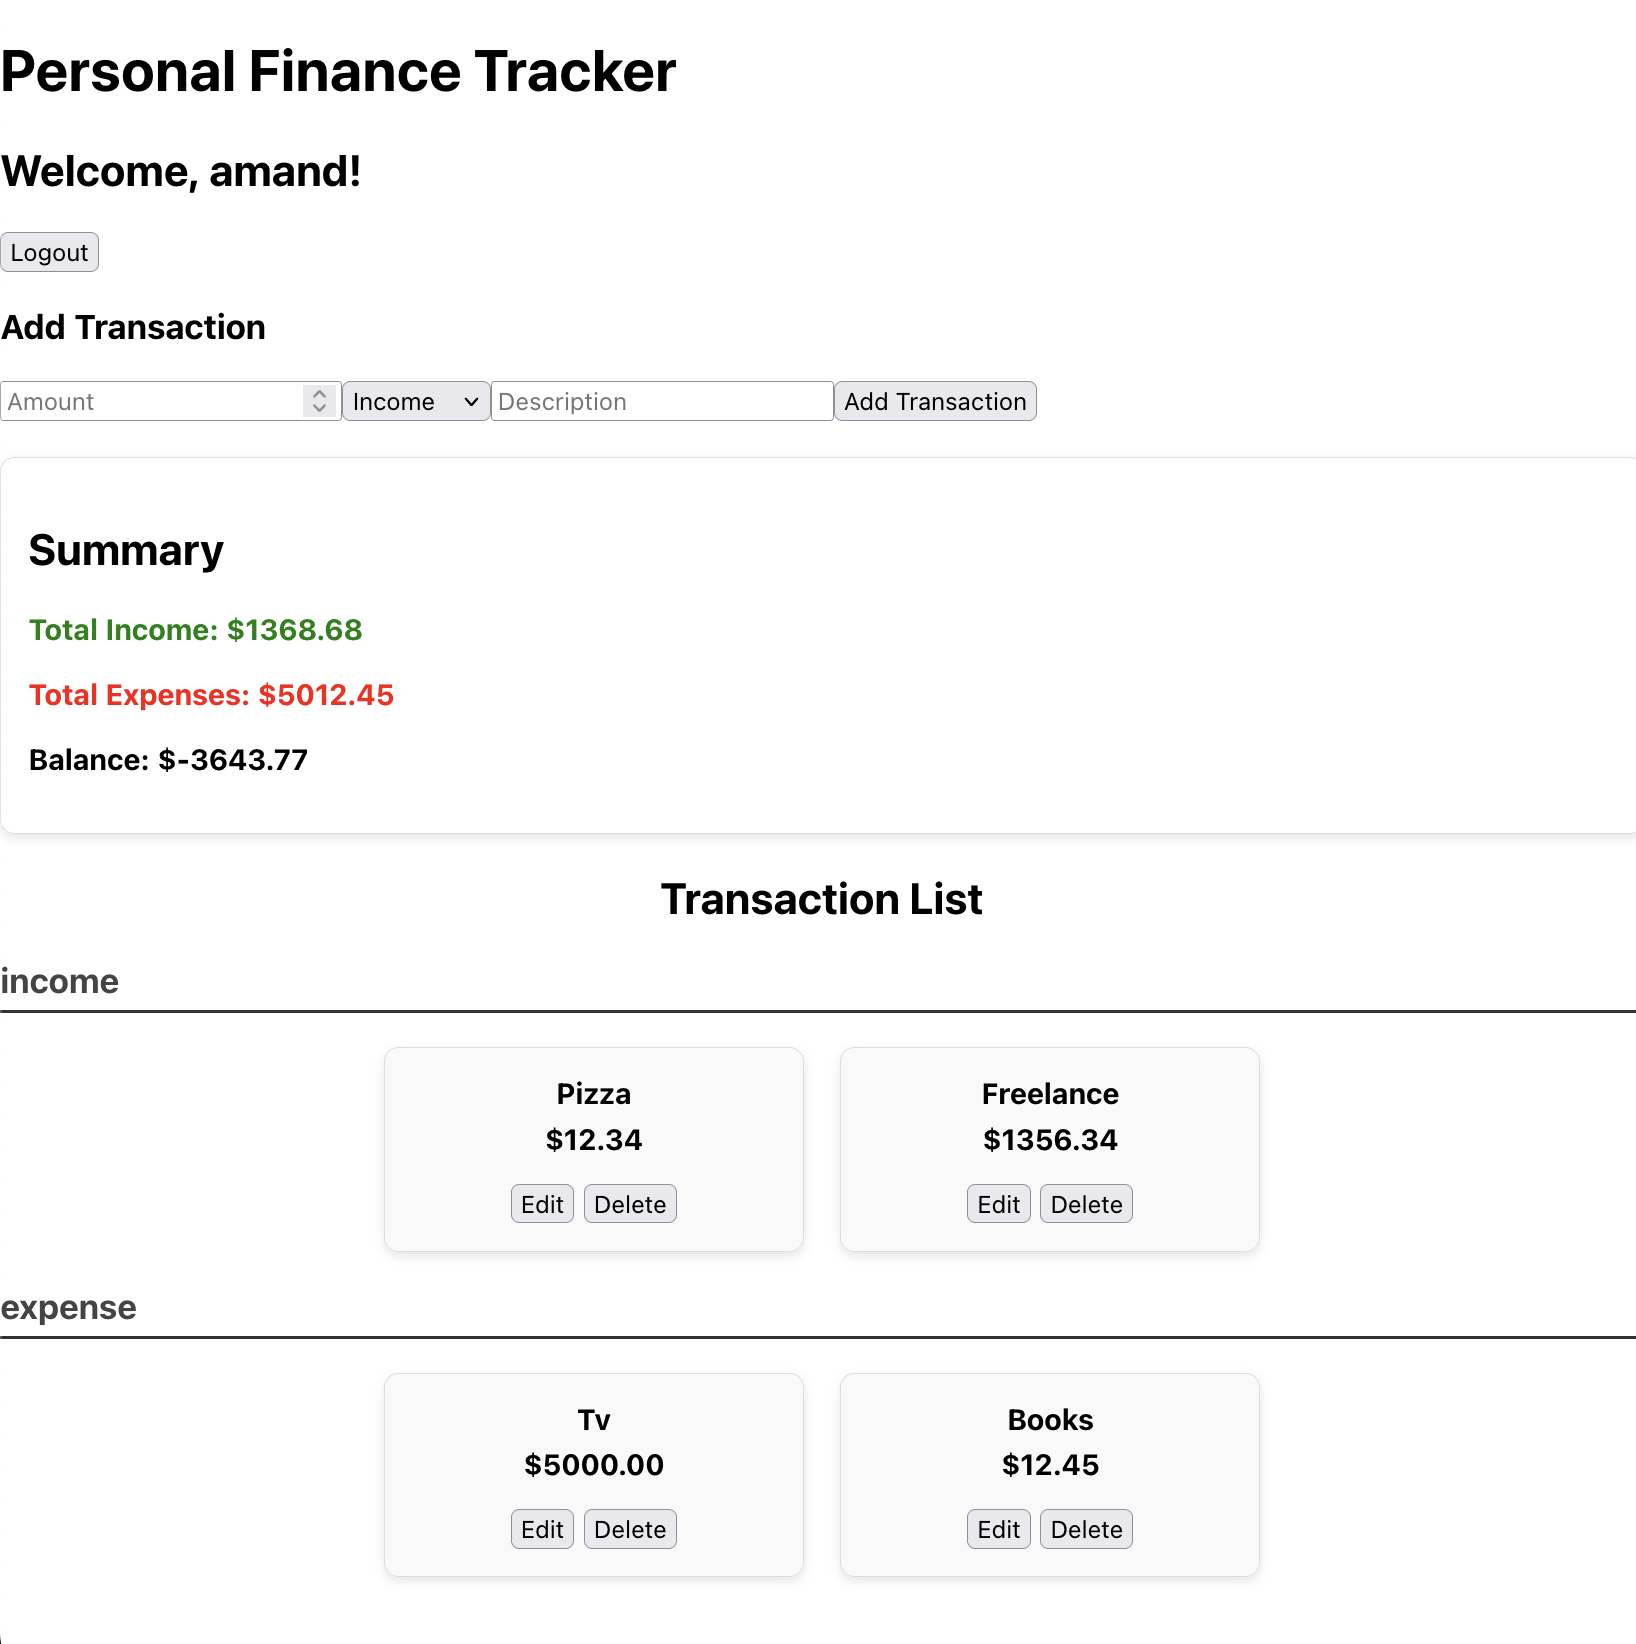 Personal Finance Tracker
Welcome, amand!
Logout
Add Transaction
Amount Income Description Add Transaction
Summary
Total Income: $1368.68
Total Expenses: $5012.45
Balance: $-3643.77
Transaction List
income
Pizza Freelance
$12.34 $1356.34
Edit Delete Edit Delete
expense
Tv Books
$5000.00 $12.45
Edit Delete Edit Delete